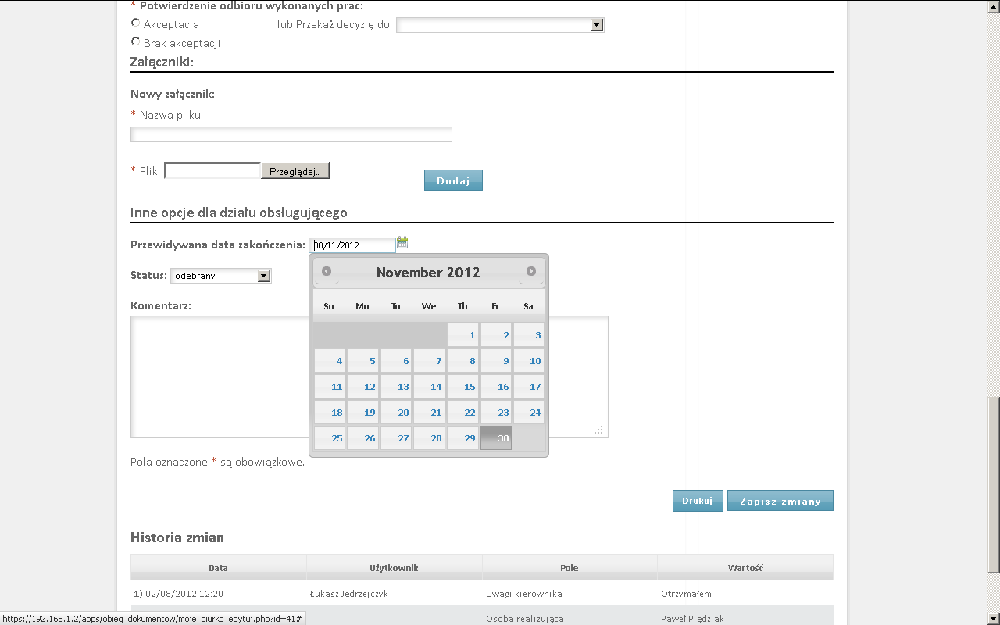 * Potwierdzenie odbioru wykonanych prac:
Akceptacja lub Przekaż decyzję do:
Brak akceptacji
Załączniki:
Nowy załącznik:
* Nazwa pliku:
* Plik: Przeglądaj...
Dodaj
Inne opcje dla działu obsługującego
Przewidywana data zakończenia: 30/11/2012
November 2012
Status: odebrany
Su Mo Tu We Th Fr Sa
Komentarz:
1 2 3
4 5 6 7 8 9 10
11 12 13 14 15 16 17
18 19 20 21 22 23 24
25 26 27 28 29 30
Pola oznaczone * są obowiązkowe.
Drukuj Zapisz zmiany
Historia zmian
Data Użytkownik Pole Wartość
1) 02/08/2012 12:20 Łukasz Jędrzejczyk Uwagi kierownika IT Otrzymałem
Osoba realizująca Paweł Piędziak
https://192.168.1.2/apps/obieg_dokumentow/moje_biurko_edytuj.php?id=41#